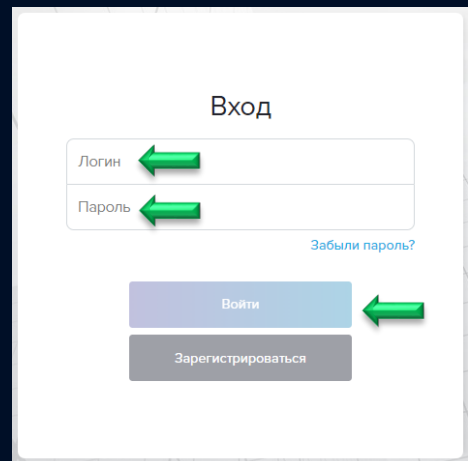 Вход
Логин
Пароль
Забыли пароль?
Войти
Зарегистрироваться